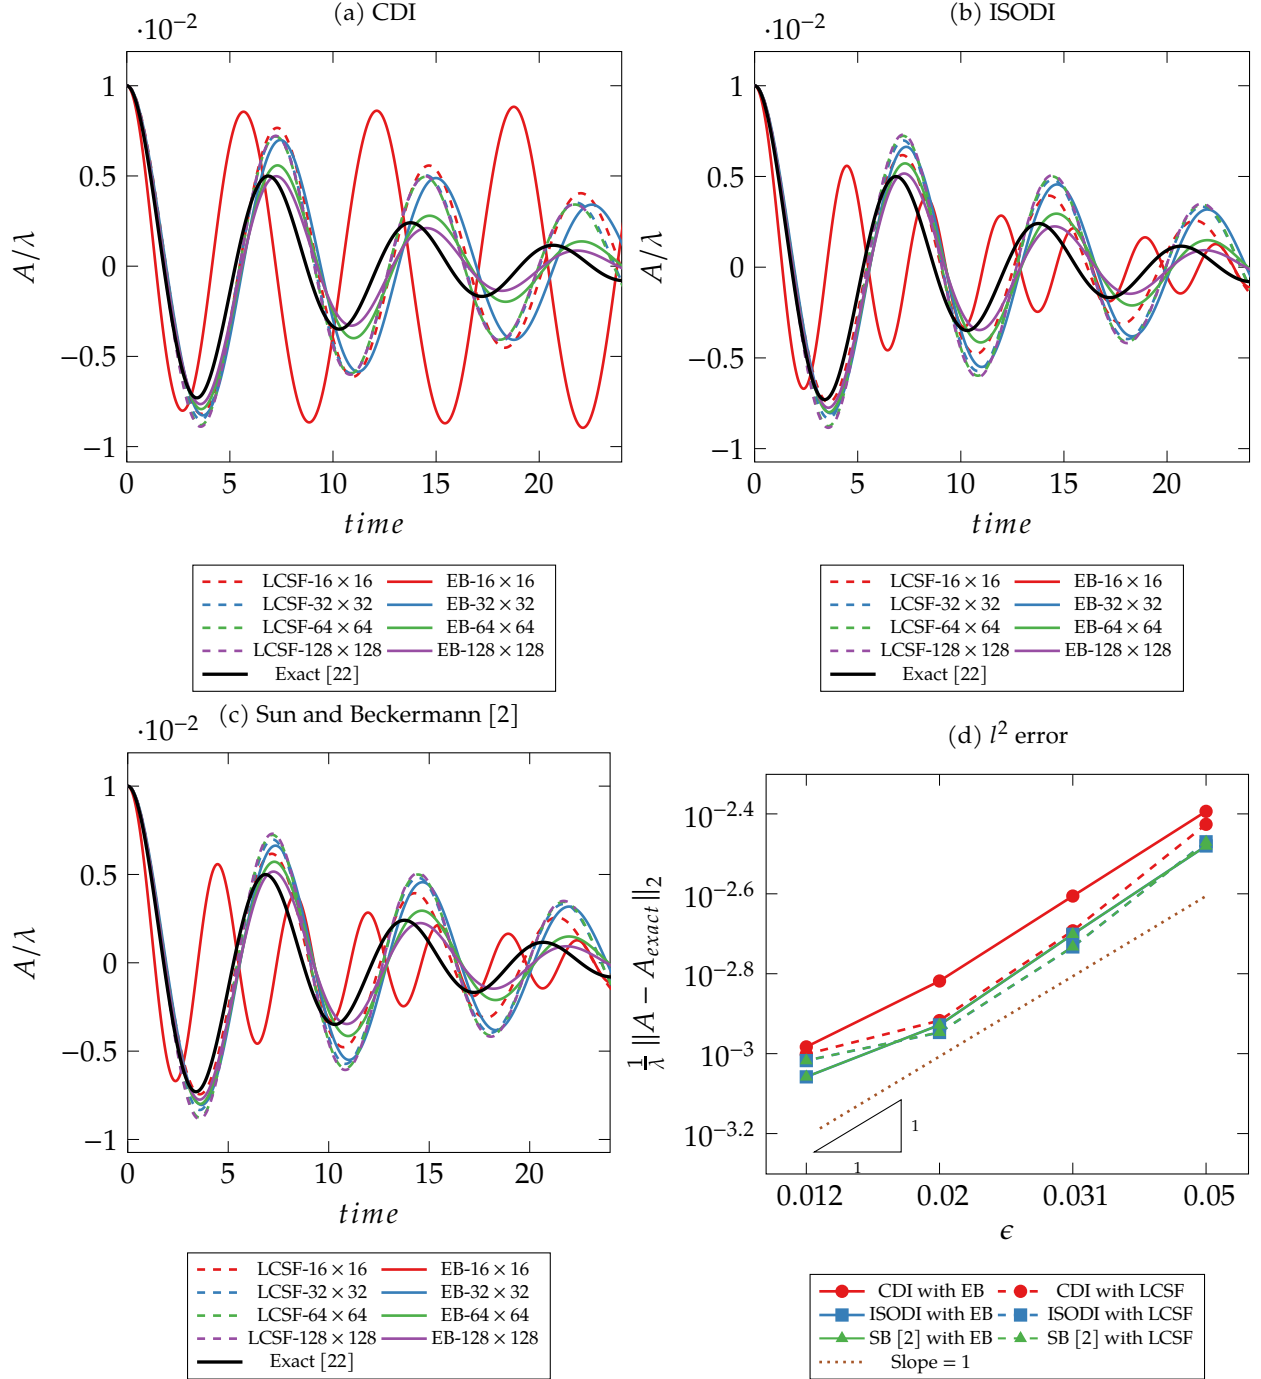 (a) CDI
·10⁻²
1
0.5
0
−0.5
−1
A/λ
0 5 10 15 20
time
LCSF-16 × 16 EB-16 × 16
LCSF-32 × 32 EB-32 × 32
LCSF-64 × 64 EB-64 × 64
LCSF-128 × 128 EB-128 × 128
Exact [22]
(b) ISODI
·10⁻²
1
0.5
0
−0.5
−1
A/λ
0 5 10 15 20
time
LCSF-16 × 16 EB-16 × 16
LCSF-32 × 32 EB-32 × 32
LCSF-64 × 64 EB-64 × 64
LCSF-128 × 128 EB-128 × 128
Exact [22]
(c) Sun and Beckermann [2]
·10⁻²
1
0.5
0
−0.5
−1
A/λ
0 5 10 15 20
time
LCSF-16 × 16 EB-16 × 16
LCSF-32 × 32 EB-32 × 32
LCSF-64 × 64 EB-64 × 64
LCSF-128 × 128 EB-128 × 128
Exact [22]
(d) l² error
10⁻²·⁴
10⁻²·⁶
10⁻²·⁸
10⁻³
10⁻³·²
1/λ ||A − A_exact||₂
1
1
0.012 0.02 0.031 0.05
ϵ
CDI with EB CDI with LCSF
ISODI with EB ISODI with LCSF
SB [2] with EB SB [2] with LCSF
Slope = 1